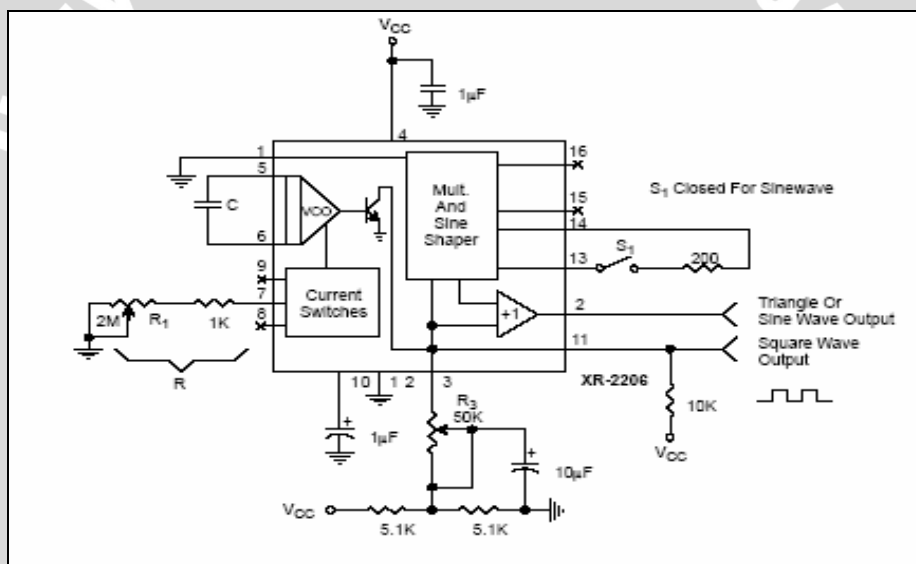 VCC
1μF
4
1
16
5
S1 Closed For Sinewave
Mult.
And
Sine
Shaper
15
C
VCO
14
6
S1
13
200
9
Current
Switches
7
2M
R1
1K
8
+1
2
Triangle Or
Sine Wave Output
11
Square Wave
Output
R
10
1 2
3
XR-2206
R3
50K
10K
1μF
+
VCC
+
10μF
VCC
5.1K
5.1K